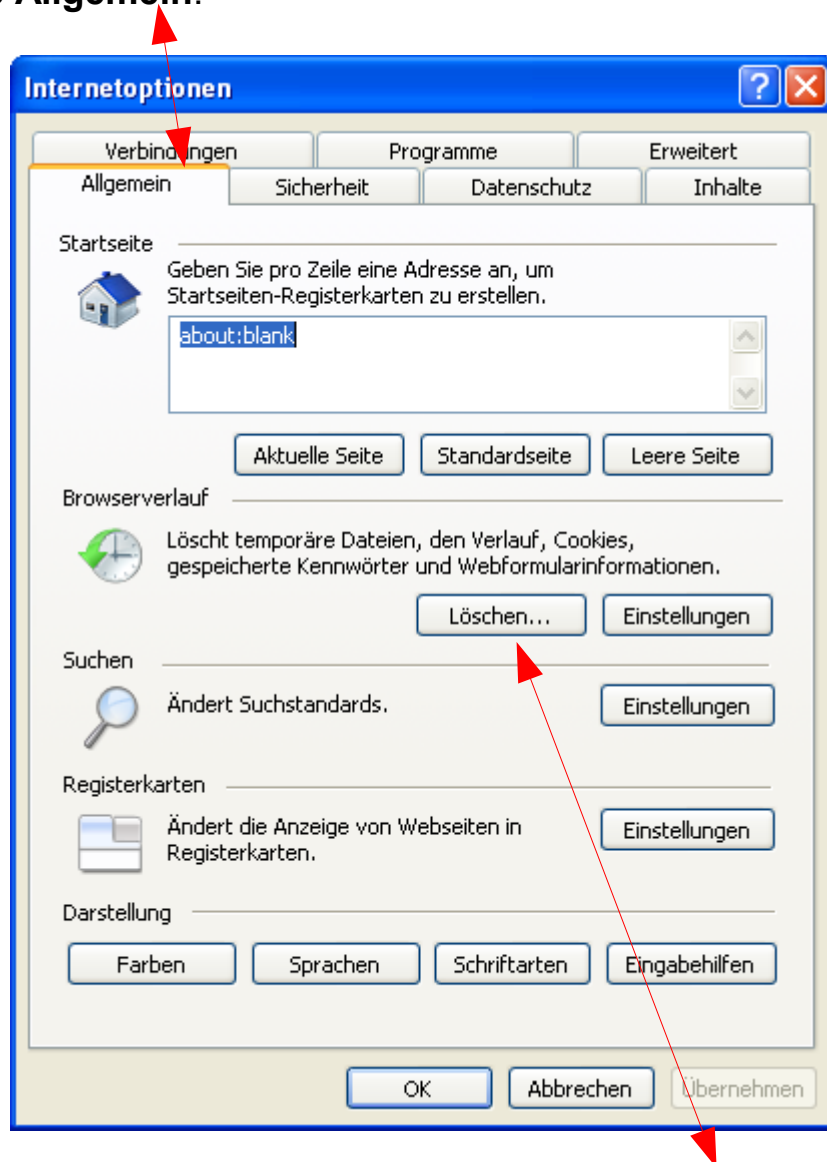 Allgemein.
Internetoptionen
Verbindungen Programme Erweitert
Allgemein Sicherheit Datenschutz Inhalte
Startseite
Geben Sie pro Zeile eine Adresse an, um
Startseiten-Registerkarten zu erstellen.
about:blank
Aktuelle Seite Standardseite Leere Seite
Browserverlauf
Löscht temporäre Dateien, den Verlauf, Cookies,
gespeicherte Kennwörter und Webformularinformationen.
Löschen... Einstellungen
Suchen
Ändert Suchstandards. Einstellungen
Registerkarten
Ändert die Anzeige von Webseiten in
Registerkarten.
Einstellungen
Darstellung
Farben Sprachen Schriftarten Eingabehilfen
OK Abbrechen Übernehmen